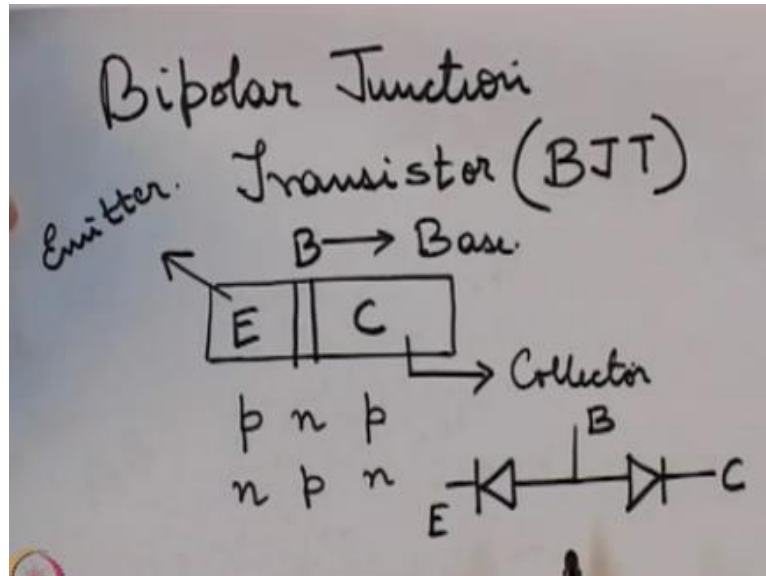 Bipolar Junction
Transistor (BJT)
Emitter.
B → Base.
E C
Collector
p n p
B
n p n
E C